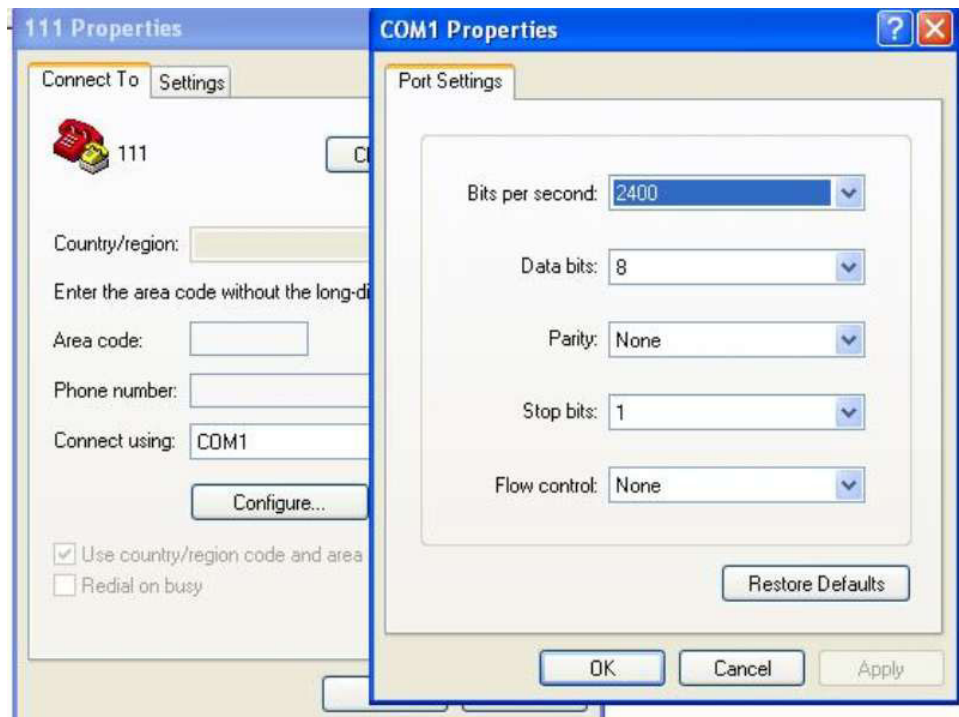 111 Properties
Connect To
Settings
111
Country/region:
Enter the area code without the
Area code:
Phone number:
Connect using: COM1
Configure...
Use country/region code and area
Redial on busy
COM1 Properties
Port Settings
Bits per second: 2400
Data bits: 8
Parity: None
Stop bits: 1
Flow control: None
Restore Defaults
OK
Cancel
Apply